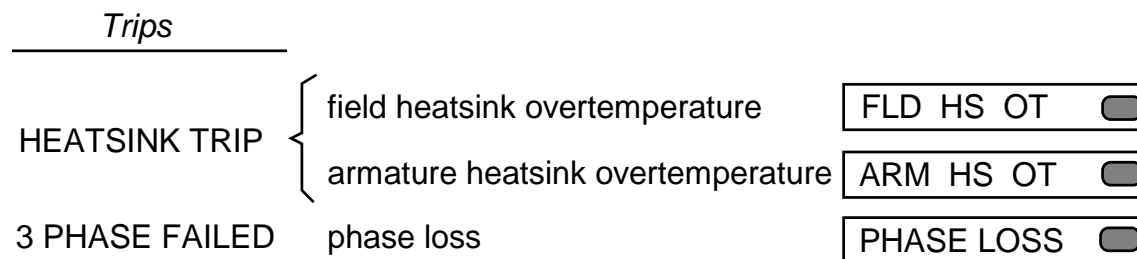 Trips
field heatsink overtemperature FLD HS OT
HEATSINK TRIP
armature heatsink overtemperature ARM HS OT
3 PHASE FAILED phase loss PHASE LOSS